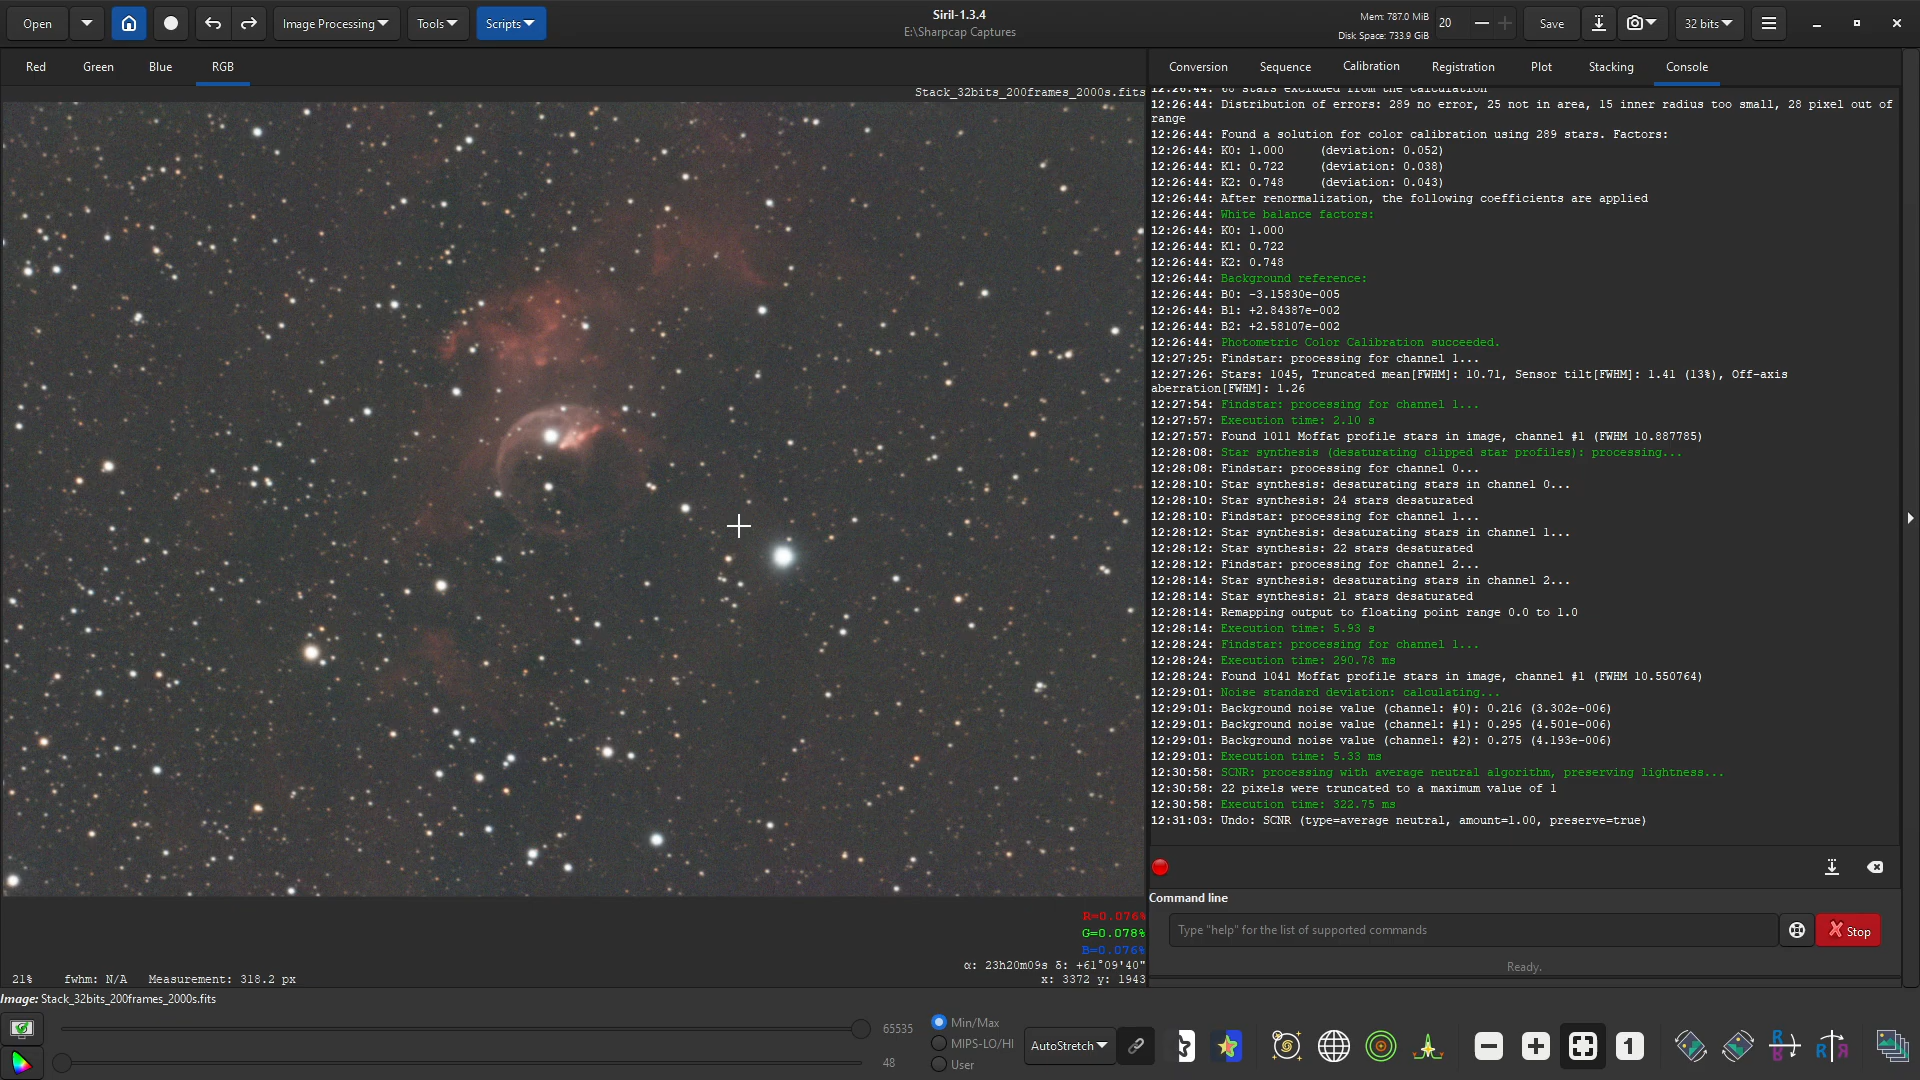 Open
Image Processing
Tools
Scripts
Siril-1.3.4
E:\Sharpcap Captures
Mem: 787.0 MiB
Disk Space: 733.9 GiB
20
Save
32 bits
Red
Green
Blue
RGB
Stack_32bits_200frames_2000s.fits
Conversion
Sequence
Calibration
Registration
Plot
Stacking
Console
12:26:44: 68 stars excluded from the calculation
12:26:44: Distribution of errors: 289 no error, 25 not in area, 15 inner radius too small, 28 pixel out of
range
12:26:44: Found a solution for color calibration using 289 stars. Factors:
12:26:44: K0: 1.000 (deviation: 0.052)
12:26:44: K1: 0.722 (deviation: 0.038)
12:26:44: K2: 0.748 (deviation: 0.043)
12:26:44: After renormalization, the following coefficients are applied
12:26:44: White balance factors:
12:26:44: K0: 1.000
12:26:44: K1: 0.722
12:26:44: K2: 0.748
12:26:44: Background reference:
12:26:44: B0: -3.15830e-005
12:26:44: B1: +2.84387e-002
12:26:44: B2: +2.58107e-002
12:26:44: Photometric Color Calibration succeeded.
12:27:25: Findstar: processing for channel 1...
12:27:26: Stars: 1045, Truncated mean[FWHM]: 10.71, Sensor tilt[FWHM]: 1.41 (13%), Off-axis
aberration[FWHM]: 1.26
12:27:54: Findstar: processing for channel 1...
12:27:57: Execution time: 2.10 s
12:27:57: Found 1011 Moffat profile stars in image, channel #1 (FWHM 10.887785)
12:28:08: Star synthesis (desaturating clipped star profiles): processing...
12:28:08: Findstar: processing for channel 0...
12:28:10: Star synthesis: desaturating stars in channel 0...
12:28:10: Star synthesis: 24 stars desaturated
12:28:10: Findstar: processing for channel 1...
12:28:12: Star synthesis: desaturating stars in channel 1...
12:28:12: Star synthesis: 22 stars desaturated
12:28:12: Findstar: processing for channel 2...
12:28:14: Star synthesis: desaturating stars in channel 2...
12:28:14: Star synthesis: 21 stars desaturated
12:28:14: Remapping output to floating point range 0.0 to 1.0
12:28:14: Execution time: 5.93 s
12:28:24: Findstar: processing for channel 1...
12:28:24: Execution time: 290.78 ms
12:28:24: Found 1041 Moffat profile stars in image, channel #1 (FWHM 10.550764)
12:29:01: Noise standard deviation: calculating...
12:29:01: Background noise value (channel: #0): 0.216 (3.302e-006)
12:29:01: Background noise value (channel: #1): 0.295 (4.501e-006)
12:29:01: Background noise value (channel: #2): 0.275 (4.193e-006)
12:29:01: Execution time: 5.33 ms
12:30:58: SCNR: processing with average neutral algorithm, preserving lightness...
12:30:58: 22 pixels were truncated to a maximum value of 1
12:30:58: Execution time: 322.75 ms
12:31:03: Undo: SCNR (type=average neutral, amount=1.00, preserve=true)
Command line
Type "help" for the list of supported commands
Stop
Ready.
R=0.076%
G=0.078%
B=0.076%
α: 23h20m09s δ: +61°09'40"
x: 3372 y: 1943
21%
fwhm: N/A
Measurement: 318.2 px
Image: Stack_32bits_200frames_2000s.fits
65535
48
Min/Max
MIPS-LO/HI
User
AutoStretch
1
R
R
R
R